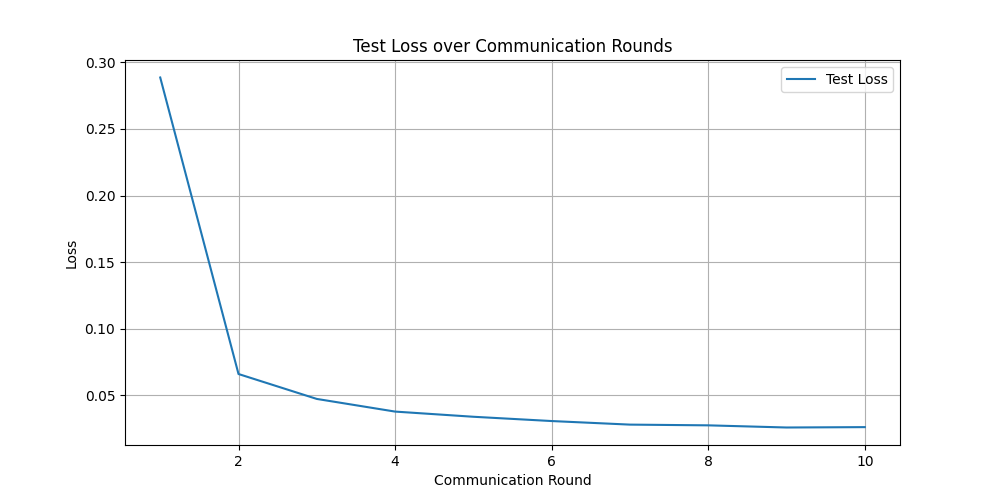 Test Loss over Communication Rounds
Test Loss
0.30
0.25
0.20
0.15
0.10
0.05
Loss
2 4 6 8 10
Communication Round